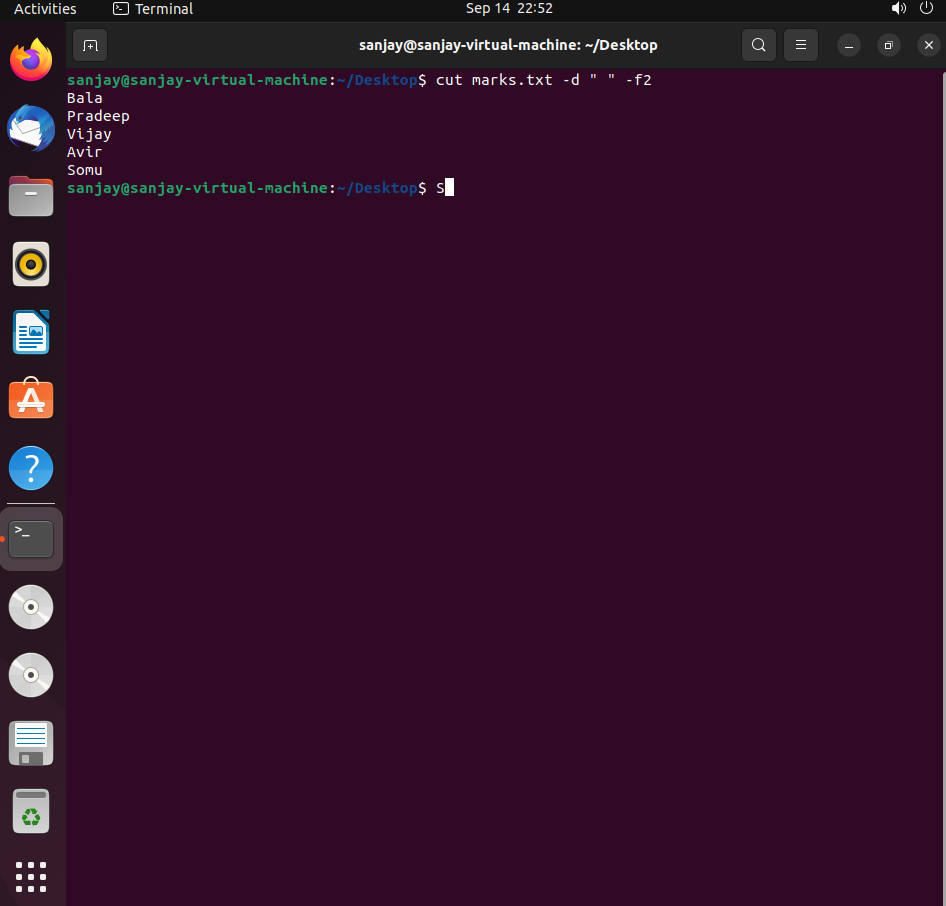 Activities Terminal Sep 14 22:52
sanjay@sanjay-virtual-machine: ~/Desktop
sanjay@sanjay-virtual-machine:~/Desktop$ cut marks.txt -d " " -f2
Bala
Pradeep
Vijay
Avir
Somu
sanjay@sanjay-virtual-machine:~/Desktop$ S